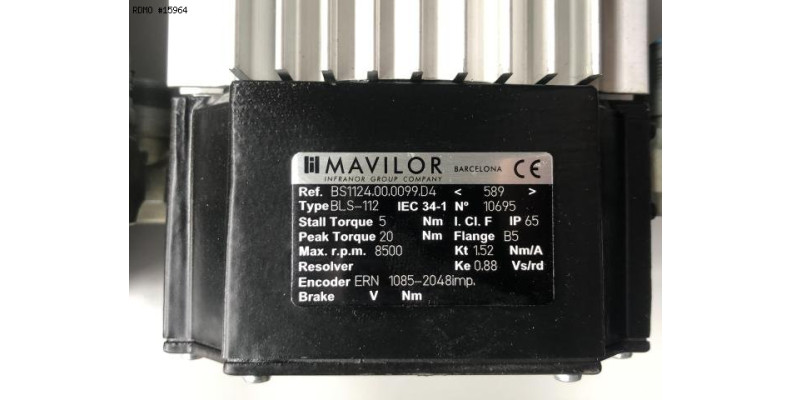 RDMO #15964
MAVILOR BARCELONA CE
INFRANOR GROUP COMPANY
Ref. BS1124.00.0099.D4 < 589 >
Type BLS-112 IEC 34-1 Nº 10695
Stall Torque 5 Nm I. Cl. F IP 65
Peak Torque 20 Nm Flange B5
Max. r.p.m. 8500 Kt 1.52 Nm/A
Resolver Ke 0.88 Vs/rd
Encoder ERN 1085-2048imp.
Brake V Nm